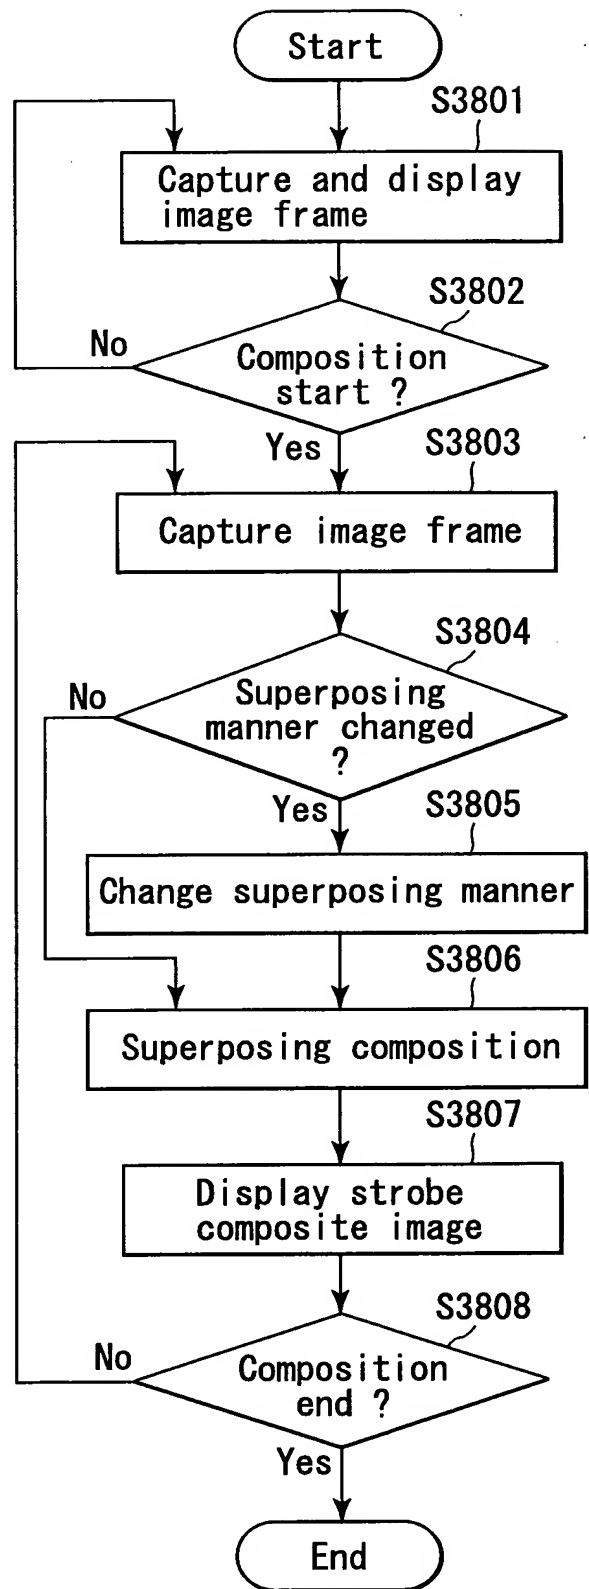 Start
S3801
Capture and display
image frame
S3802
No
Composition
start ?
Yes
S3803
Capture image frame
S3804
No
Superposing
manner changed
?
Yes
S3805
Change superposing manner
S3806
Superposing composition
S3807
Display strobe
composite image
S3808
No
Composition
end ?
Yes
End